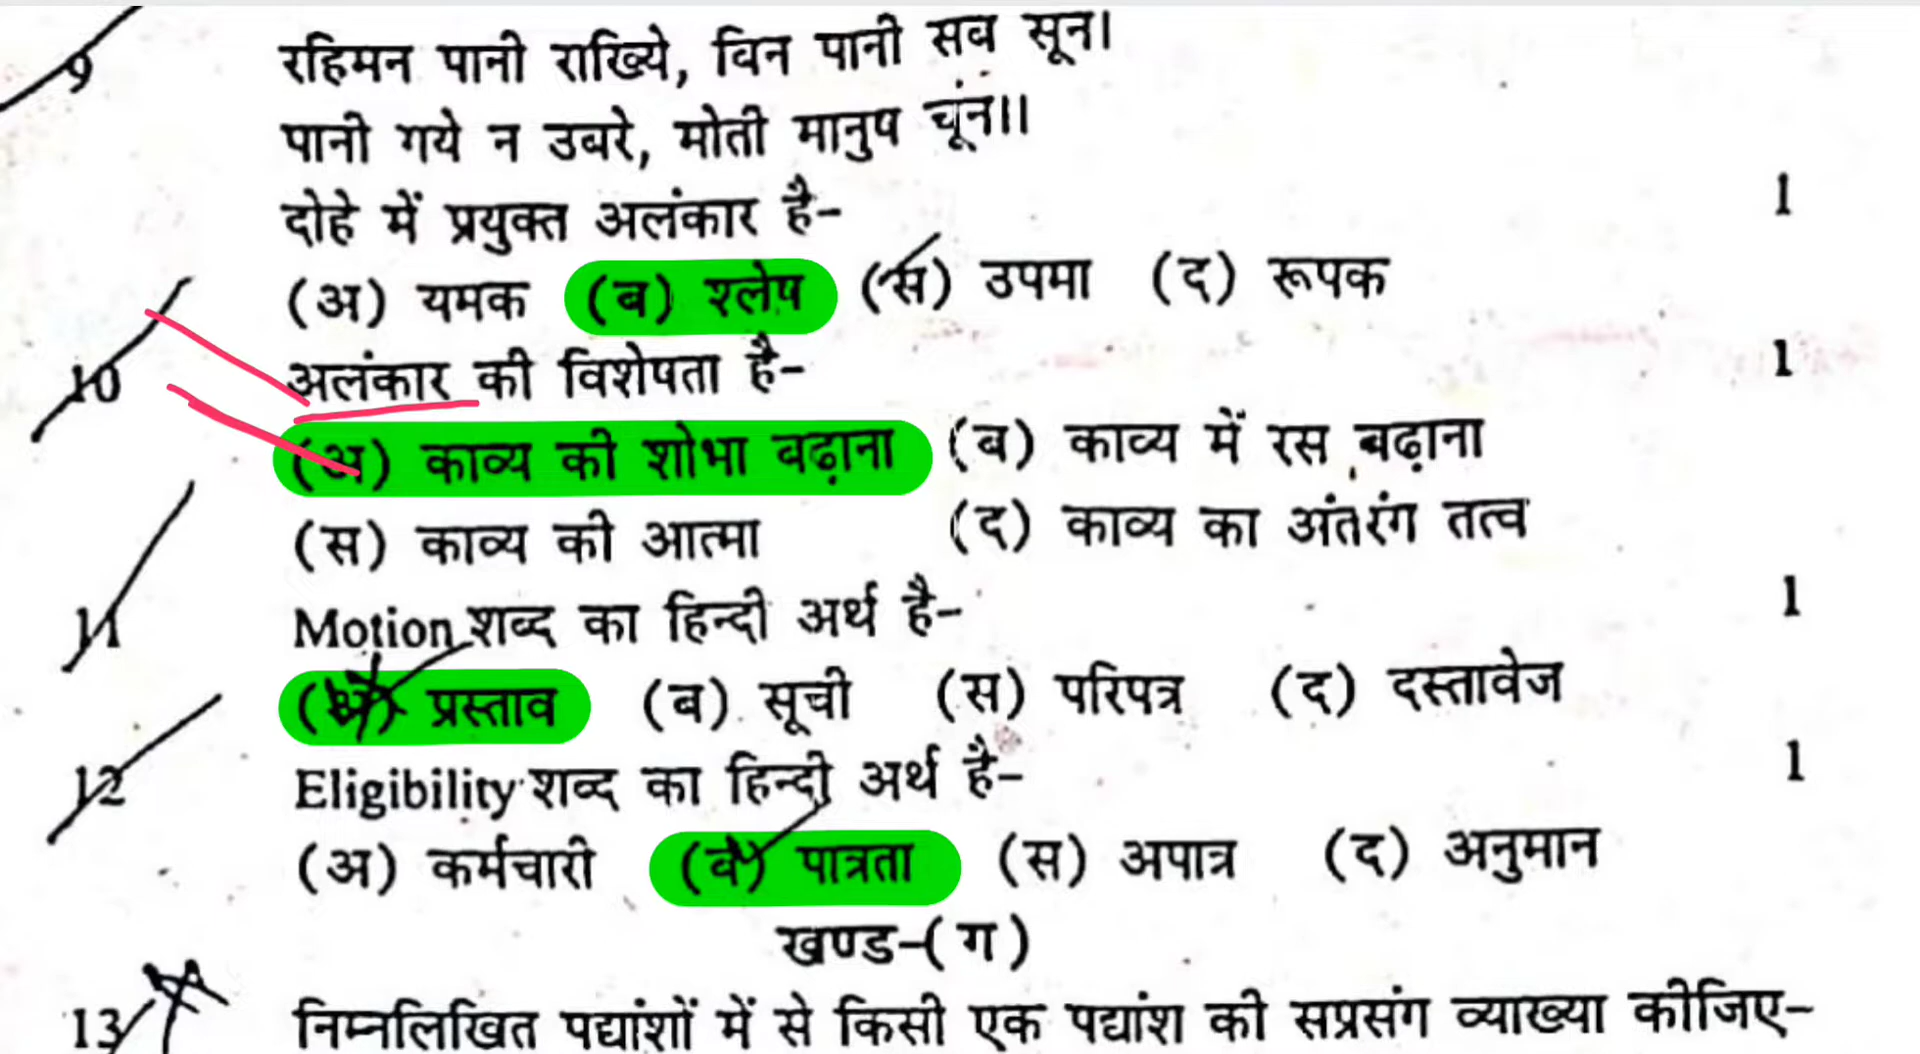 9 रहिमन पानी राखिये, बिन पानी सब सून।
पानी गये न उबरे, मोती मानुष चूंन।।
दोहे में प्रयुक्त अलंकार है- 1
(अ) यमक (ब) श्लेष (स) उपमा (द) रूपक
10 अलंकार की विशेषता है- 1
(अ) काव्य की शोभा बढ़ाना (ब) काव्य में रस बढ़ाना
(स) काव्य की आत्मा (द) काव्य का अंतरंग तत्व
11 Motion शब्द का हिन्दी अर्थ है- 1
(अ) प्रस्ताव (ब) सूची (स) परिपत्र (द) दस्तावेज
12 Eligibility शब्द का हिन्दी अर्थ है- 1
(अ) कर्मचारी (ब) पात्रता (स) अपात्र (द) अनुमान
खण्ड-(ग)
13 निम्नलिखित पद्यांशों में से किसी एक पद्यांश की सप्रसंग व्याख्या कीजिए-